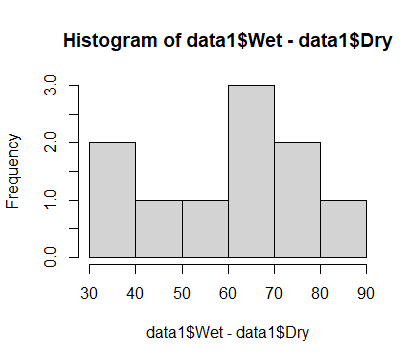 Histogram of data1$Wet - data1$Dry
Frequency
3.0
2.0
1.0
0.0
30 40 50 60 70 80 90
data1$Wet - data1$Dry